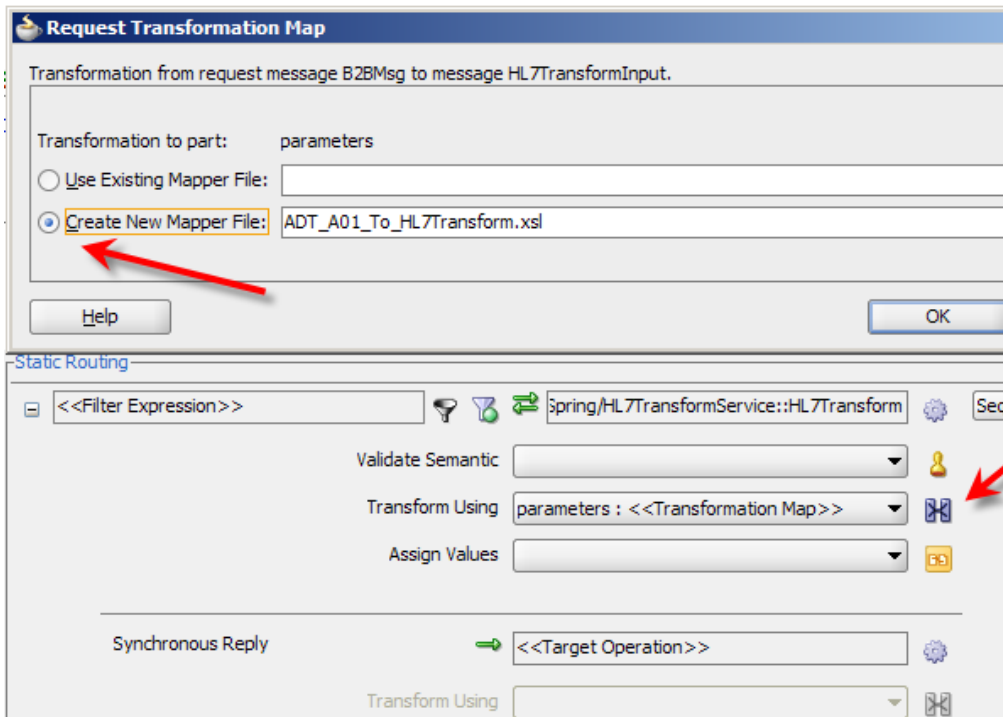 Request Transformation Map
Transformation from request message B2BMsg to message HL7TransformInput.
Transformation to part: parameters
Use Existing Mapper File:
Create New Mapper File: ADT_A01_To_HL7Transform.xsl
Help OK
Static Routing
<<Filter Expression>> Spring/HL7TransformService::HL7Transform Sec
Validate Semantic
Transform Using parameters : <<Transformation Map>>
Assign Values
Synchronous Reply <<Target Operation>>
Transform Using